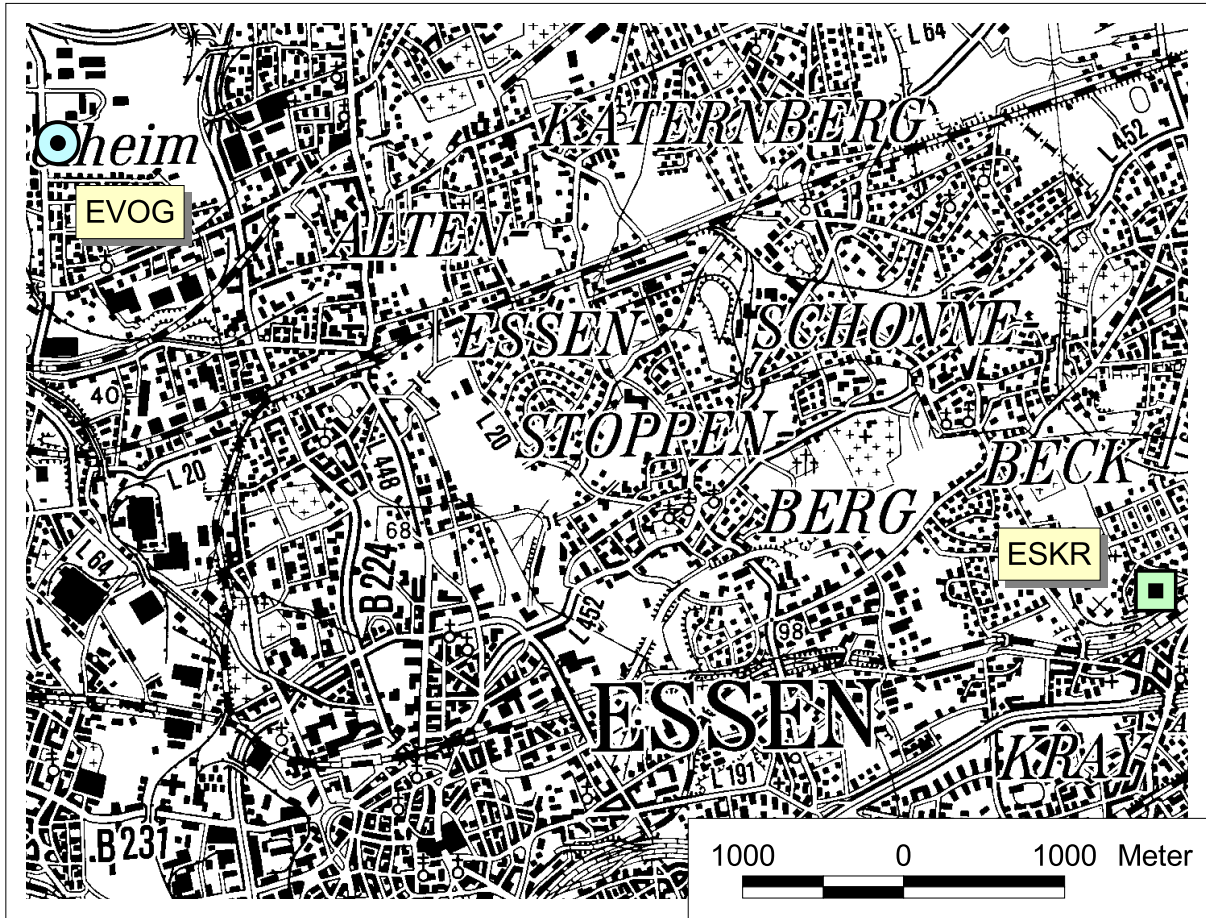 L 64
KATERNBERG
heim
L 452
EVOG
ALTEN-
ESSEN
SCHONNE-
40
L 20
STOPPEN-
BECK
448
L 20
BERG
68
ESKR
L 64
B 224
L 452
98
ESSEN
KRAY
L 191
B 231
1000 0 1000 Meter